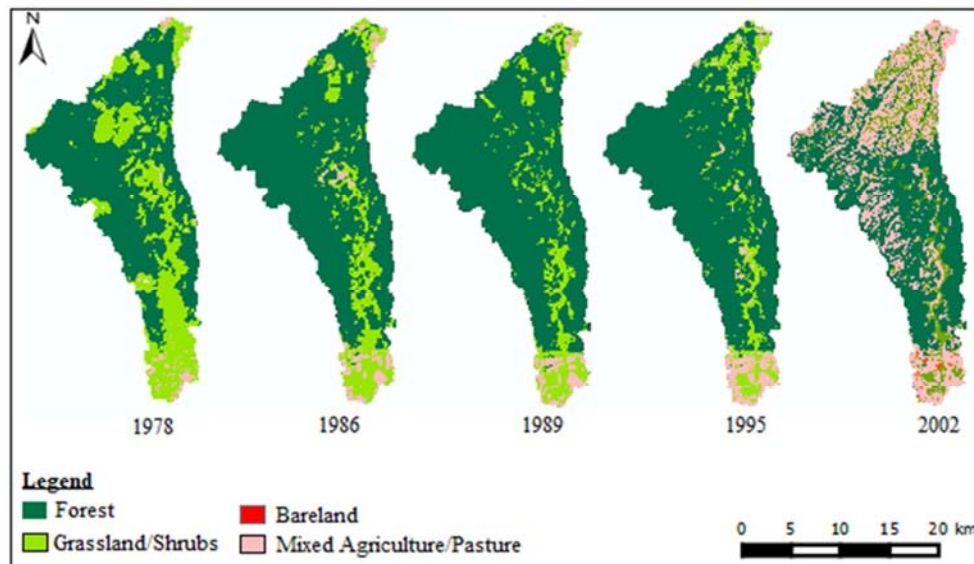 N
1978 1986 1989 1995 2002
Legend
Forest Bareland
Grassland/Shrubs Mixed Agriculture/Pasture
0 5 10 15 20 km